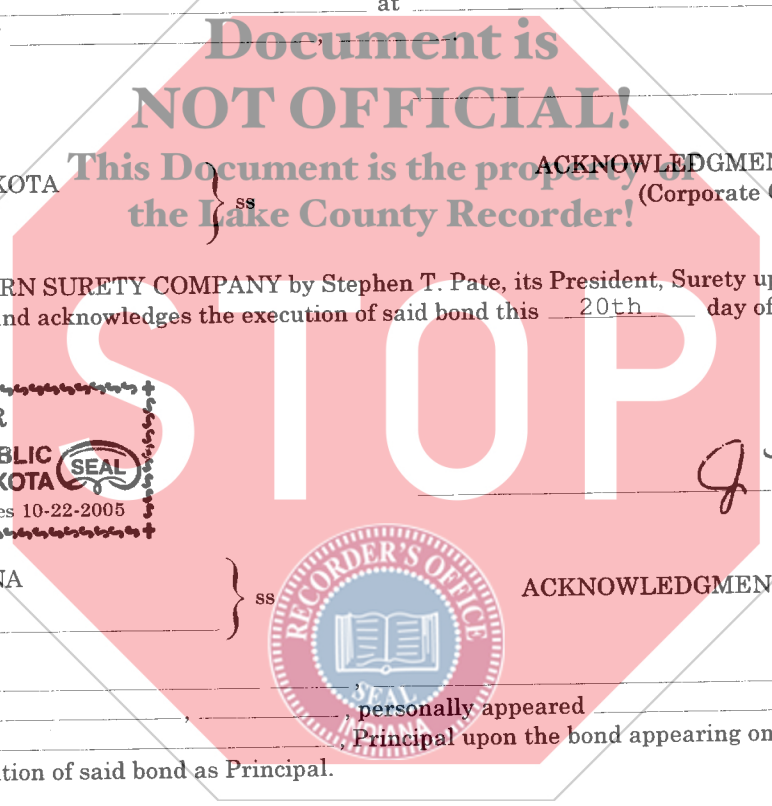 at
Document is
NOT OFFICIAL!
This Document is the property of
the Lake County Recorder!
KOTA
ss
ACKNOWLEDGMEN
(Corporate
RN SURETY COMPANY by Stephen T. Pate, its President, Surety up
nd acknowledges the execution of said bond this 20th day of
STOP
R
BLIC
KOTA
SEAL
es 10-22-2005
NA
ss
ACKNOWLEDGMEN
RECORDER'S OFFICE
SEAL
INDIANA
, personally appeared
, Principal upon the bond appearing on
tion of said bond as Principal.